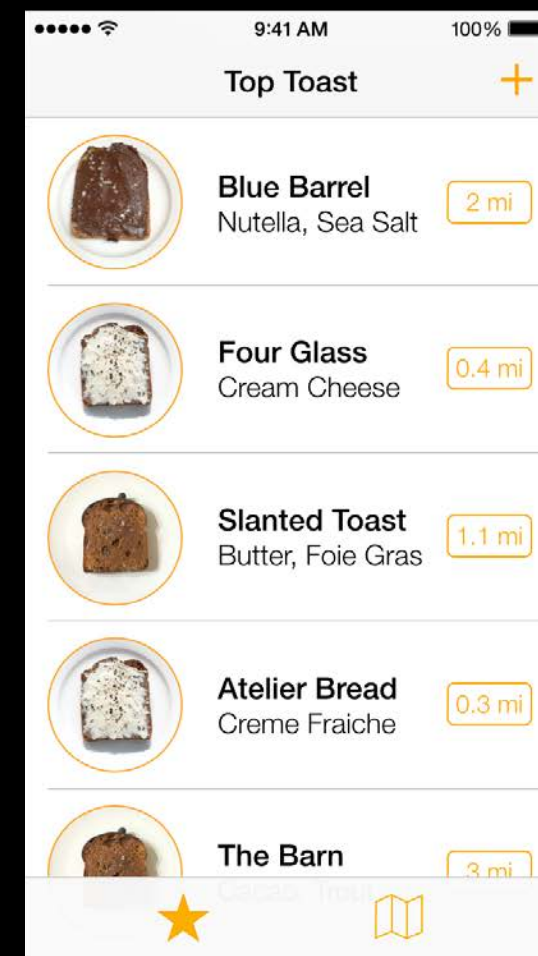 9:41 AM
100%
Top Toast
Blue Barrel
Nutella, Sea Salt
2 mi
Four Glass
Cream Cheese
0.4 mi
Slanted Toast
Butter, Foie Gras
1.1 mi
Atelier Bread
Creme Fraiche
0.3 mi
The Barn
3 mi